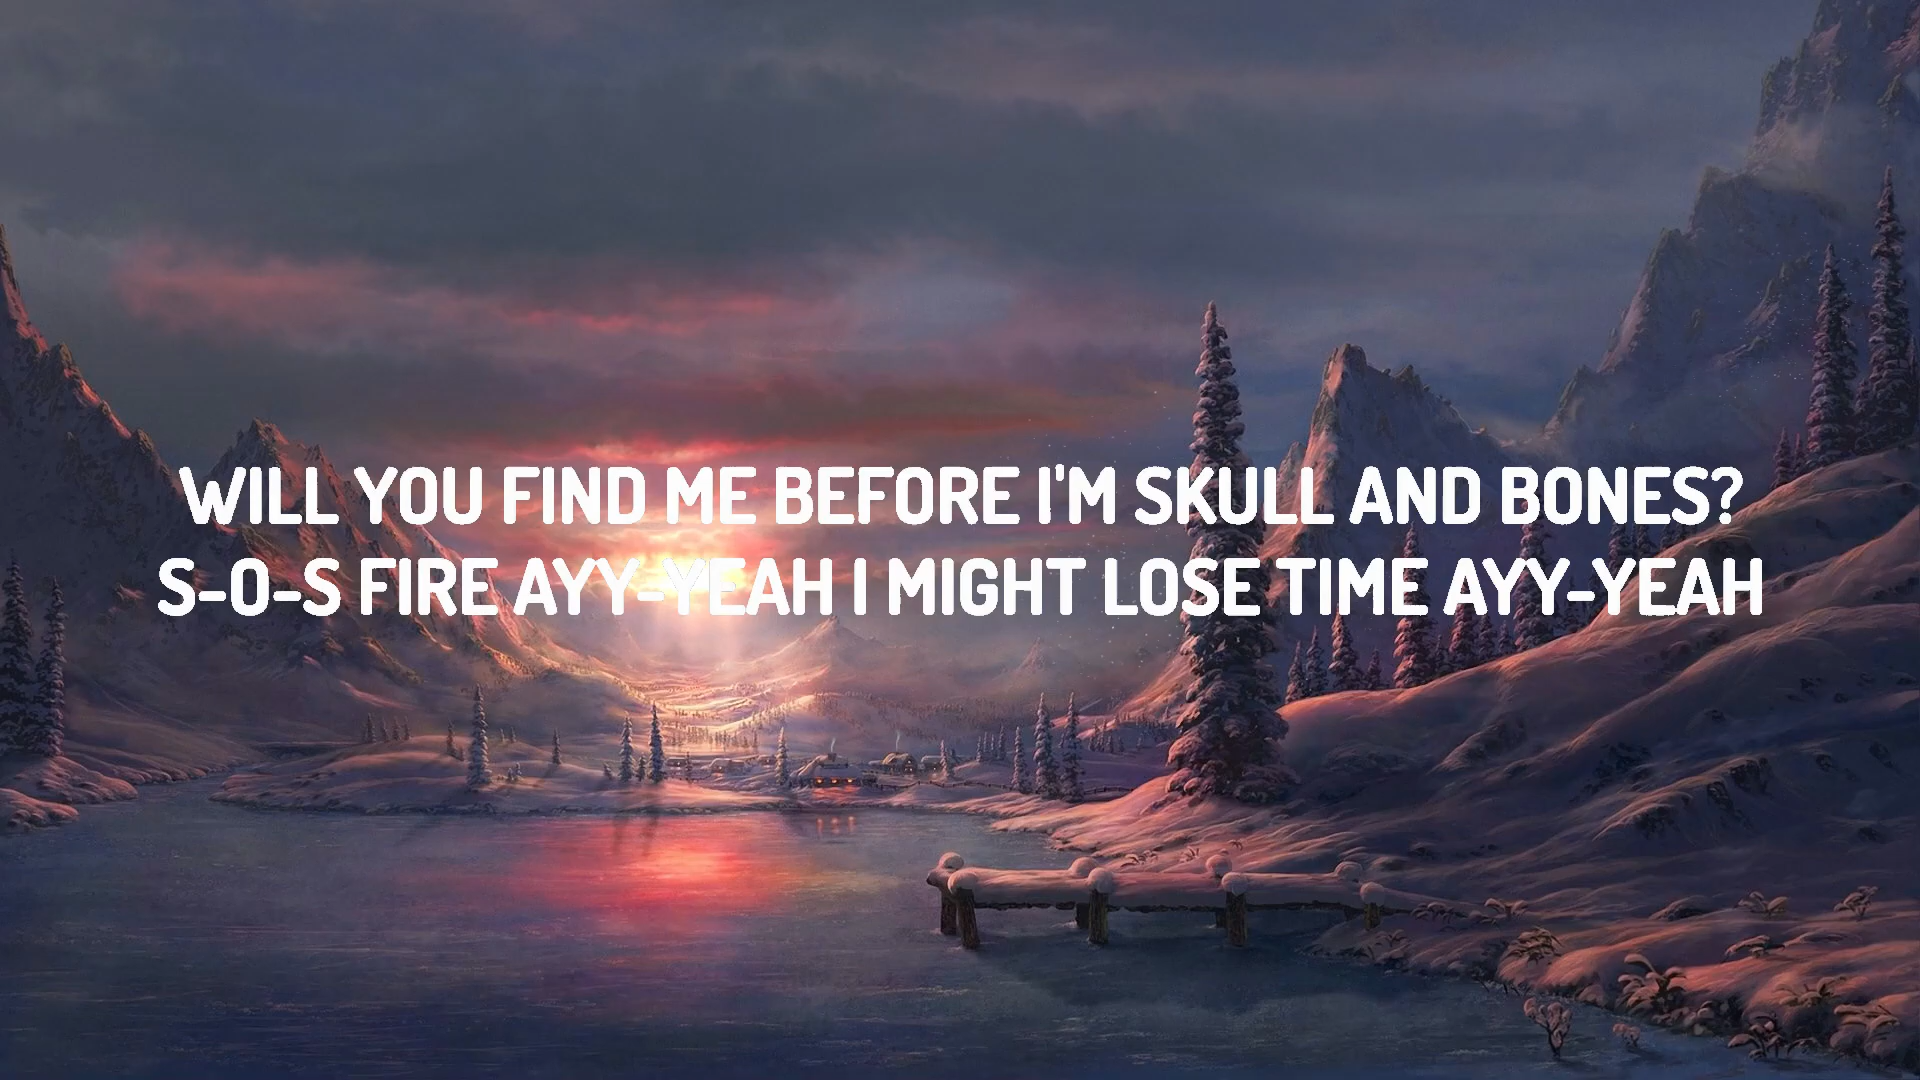 WILL YOU FIND ME BEFORE I'M SKULL AND BONES?
S-O-S FIRE AYY-YEAH I MIGHT LOSE TIME AYY-YEAH